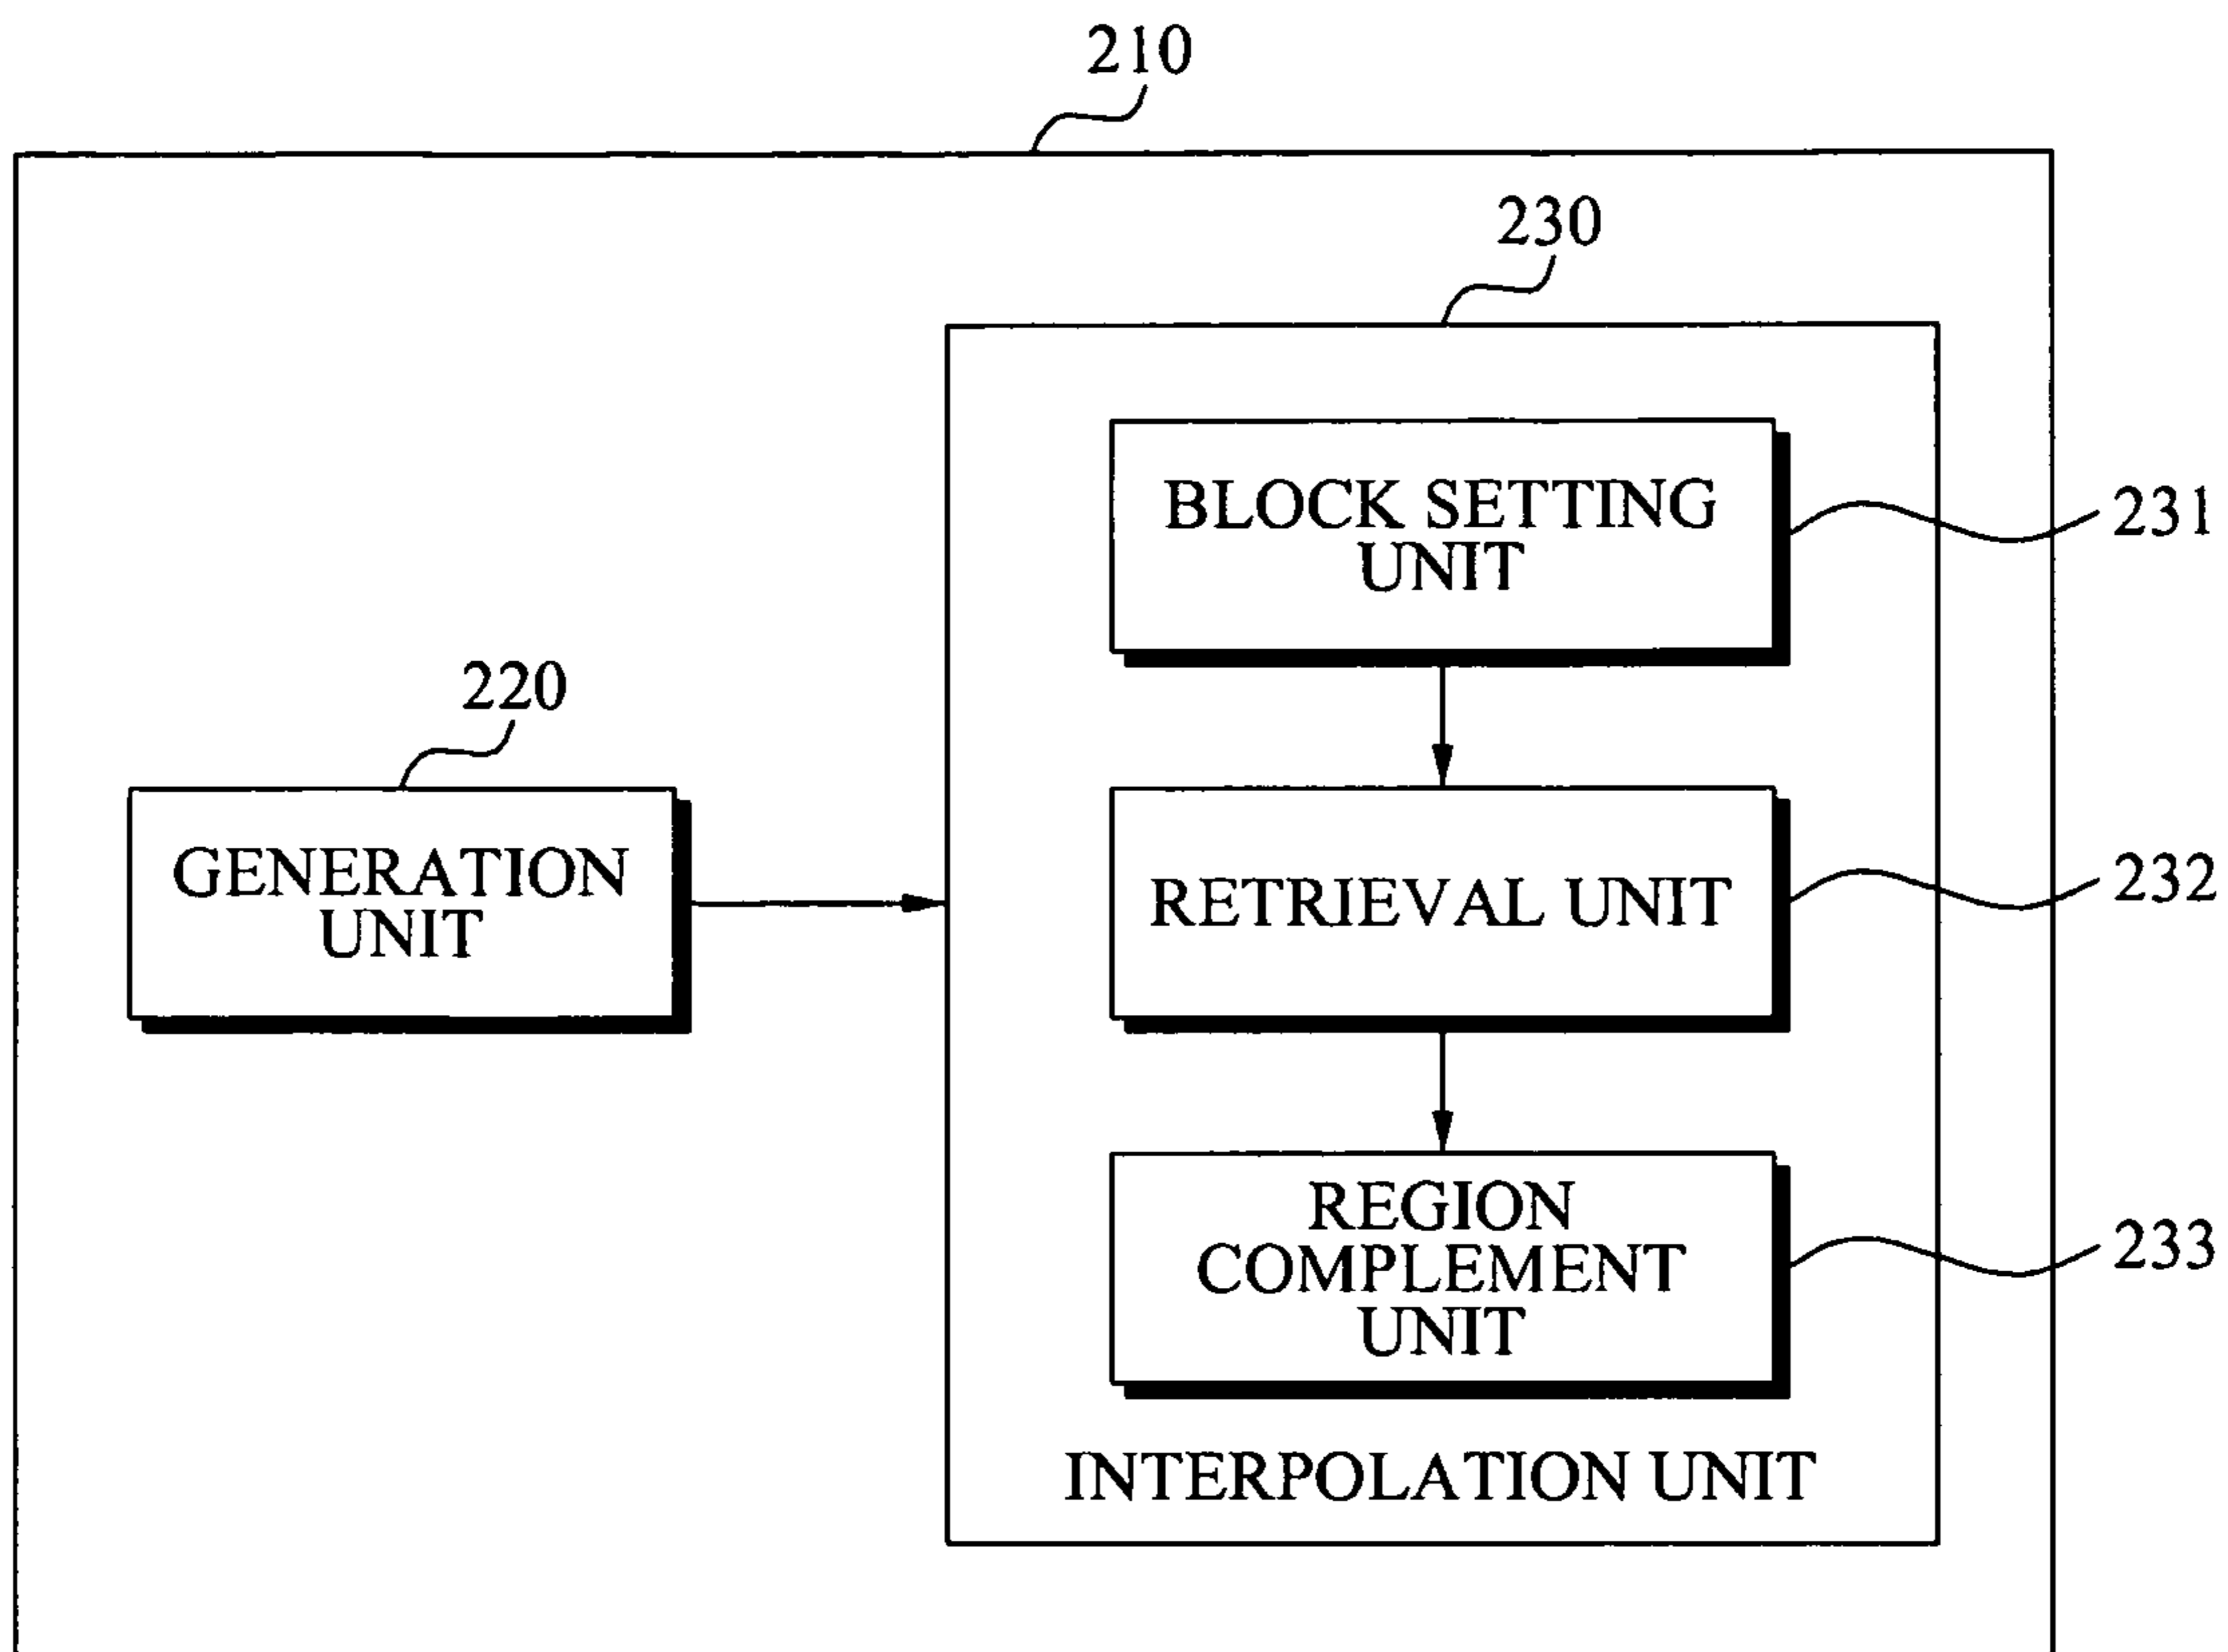 210
230
BLOCK SETTING
UNIT
231
220
GENERATION
UNIT
RETRIEVAL UNIT
232
REGION
COMPLEMENT
UNIT
233
INTERPOLATION UNIT